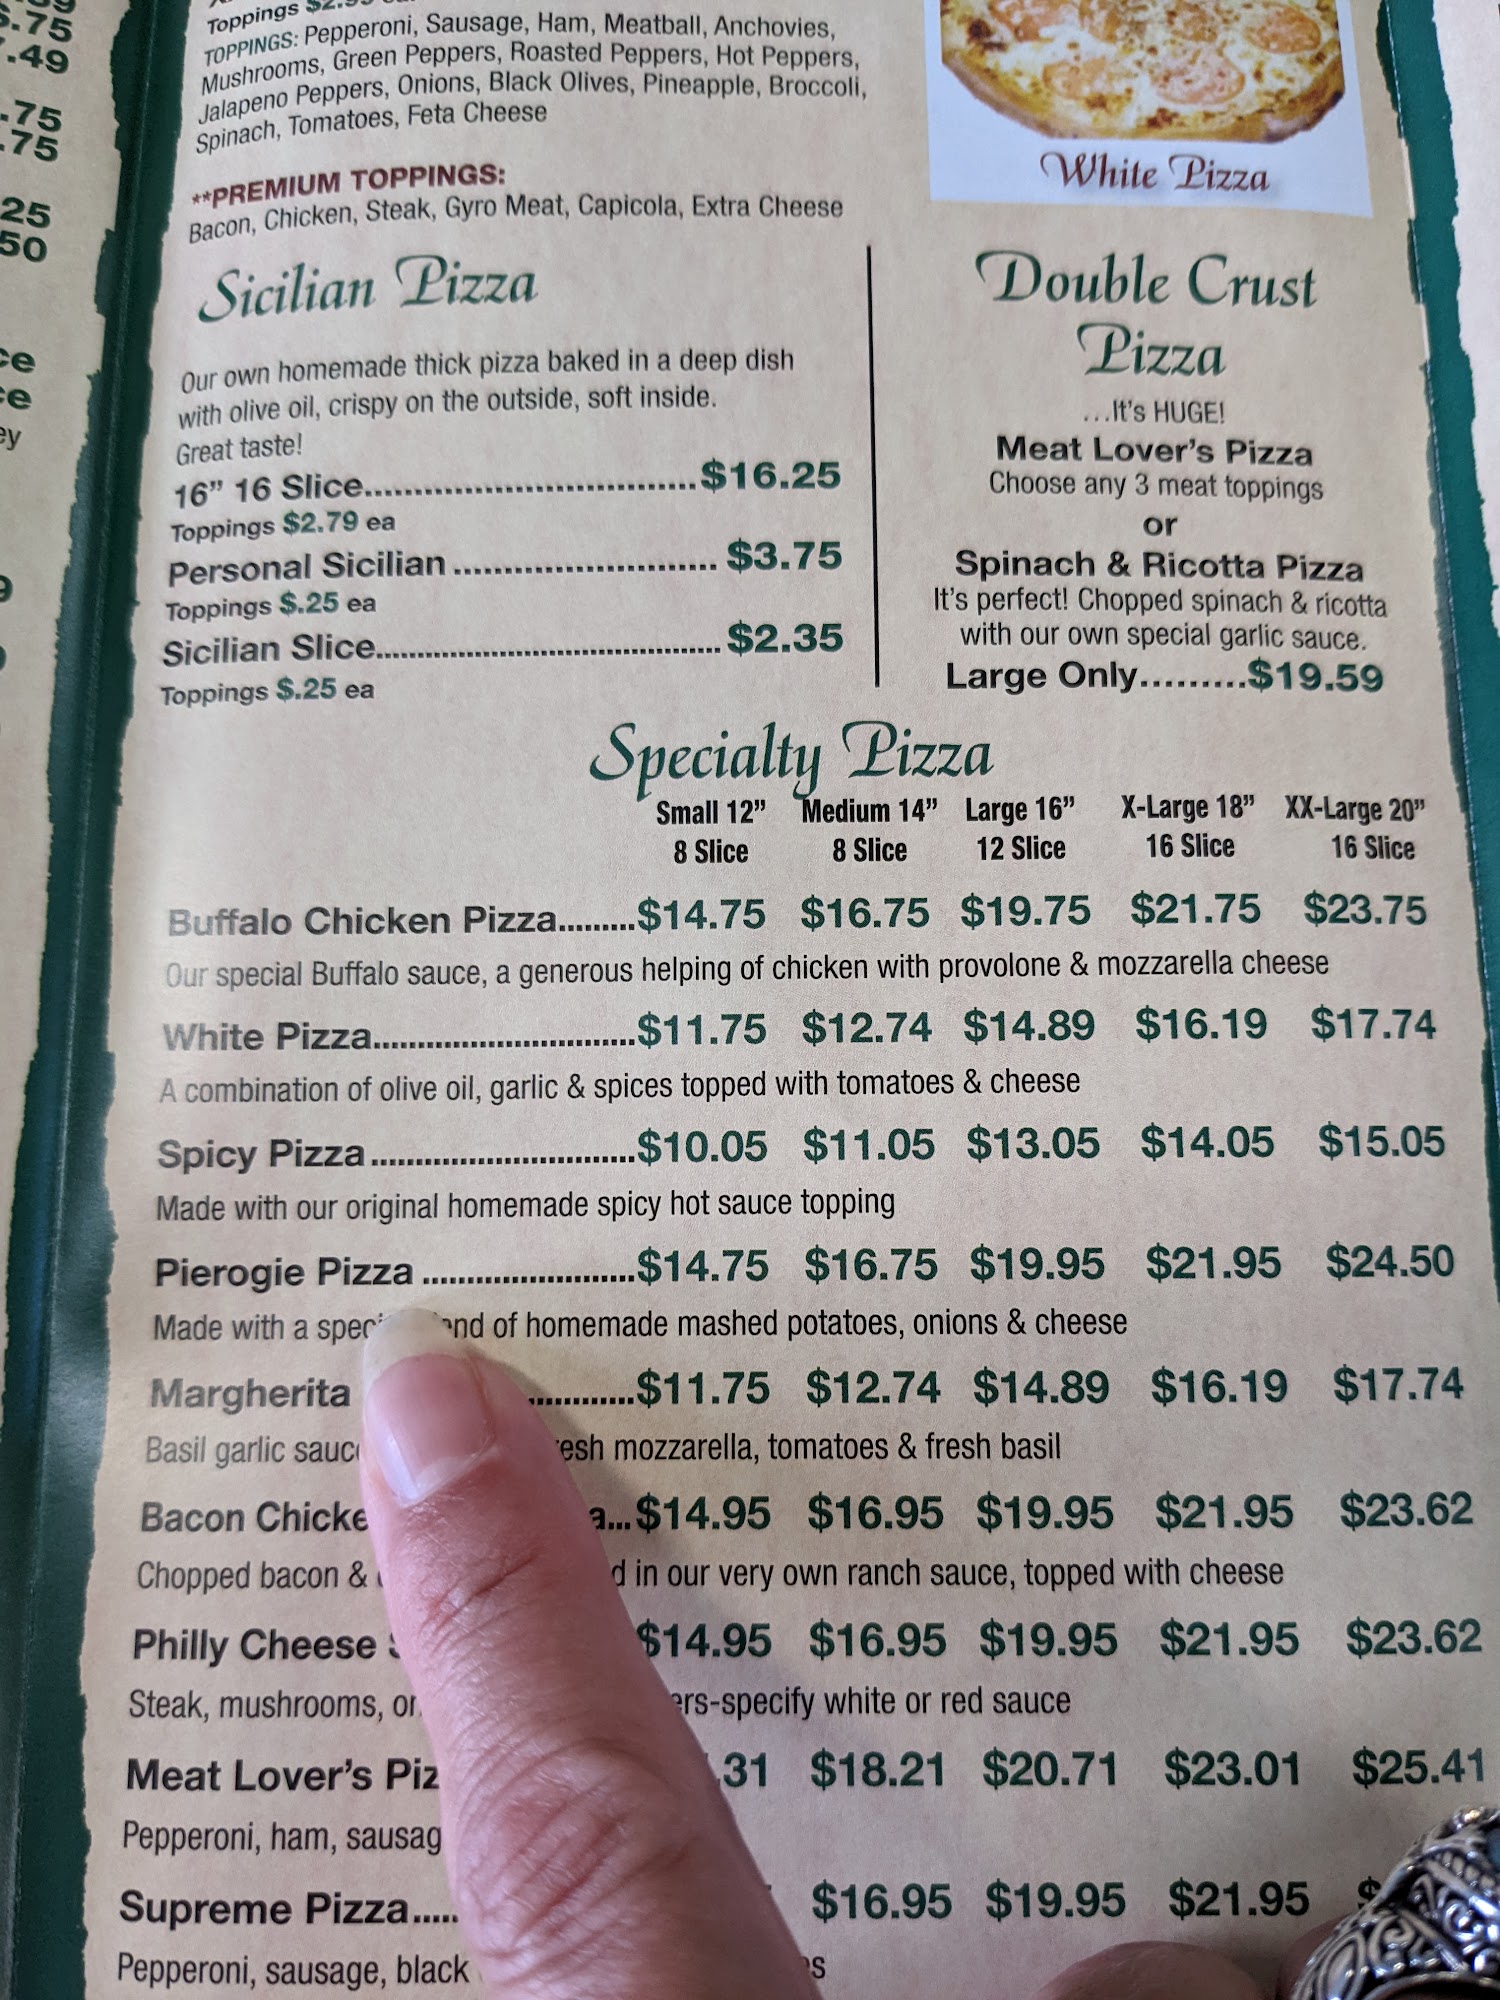 Toppings
TOPPINGS: Pepperoni, Sausage, Ham, Meatball, Anchovies,
Mushrooms, Green Peppers, Roasted Peppers, Hot Peppers,
Jalapeno Peppers, Onions, Black Olives, Pineapple, Broccoli,
Spinach, Tomatoes, Feta Cheese
**PREMIUM TOPPINGS:
Bacon, Chicken, Steak, Gyro Meat, Capicola, Extra Cheese
White Pizza
Sicilian Pizza
Our own homemade thick pizza baked in a deep dish
with olive oil, crispy on the outside, soft inside.
Great taste!
16” 16 Slice..................................$16.25
Toppings $2.79 ea
Personal Sicilian ........................... $3.75
Toppings $.25 ea
Sicilian Slice....................................... $2.35
Toppings $.25 ea
Double Crust
Pizza
...It's HUGE!
Meat Lover's Pizza
Choose any 3 meat toppings
or
Spinach & Ricotta Pizza
It's perfect! Chopped spinach & ricotta
with our own special garlic sauce.
Large Only.........$19.59
Specialty Pizza
Small 12” Medium 14” Large 16” X-Large 18” XX-Large 20”
8 Slice 8 Slice 12 Slice 16 Slice 16 Slice
Buffalo Chicken Pizza.........$14.75 $16.75 $19.75 $21.75 $23.75
Our special Buffalo sauce, a generous helping of chicken with provolone & mozzarella cheese
White Pizza..............................$11.75 $12.74 $14.89 $16.19 $17.74
A combination of olive oil, garlic & spices topped with tomatoes & cheese
Spicy Pizza..............................$10.05 $11.05 $13.05 $14.05 $15.05
Made with our original homemade spicy hot sauce topping
Pierogie Pizza ........................$14.75 $16.75 $19.95 $21.95 $24.50
Made with a of homemade mashed potatoes, onions & cheese
Margherita ............$11.75 $12.74 $14.89 $16.19 $17.74
Basil garlic mozzarella, tomatoes & fresh basil
Bacon ...$14.95 $16.95 $19.95 $21.95 $23.62
Chopped bacon & in our very own ranch sauce, topped with cheese
Philly Cheese $14.95 $16.95 $19.95 $21.95 $23.62
Steak, mushrooms, white or red sauce
Meat Lover's .31 $18.21 $20.71 $23.01 $25.41
Pepperoni, ham,
Supreme Pizza..... $16.95 $19.95 $21.95
Pepperoni, sausage, black